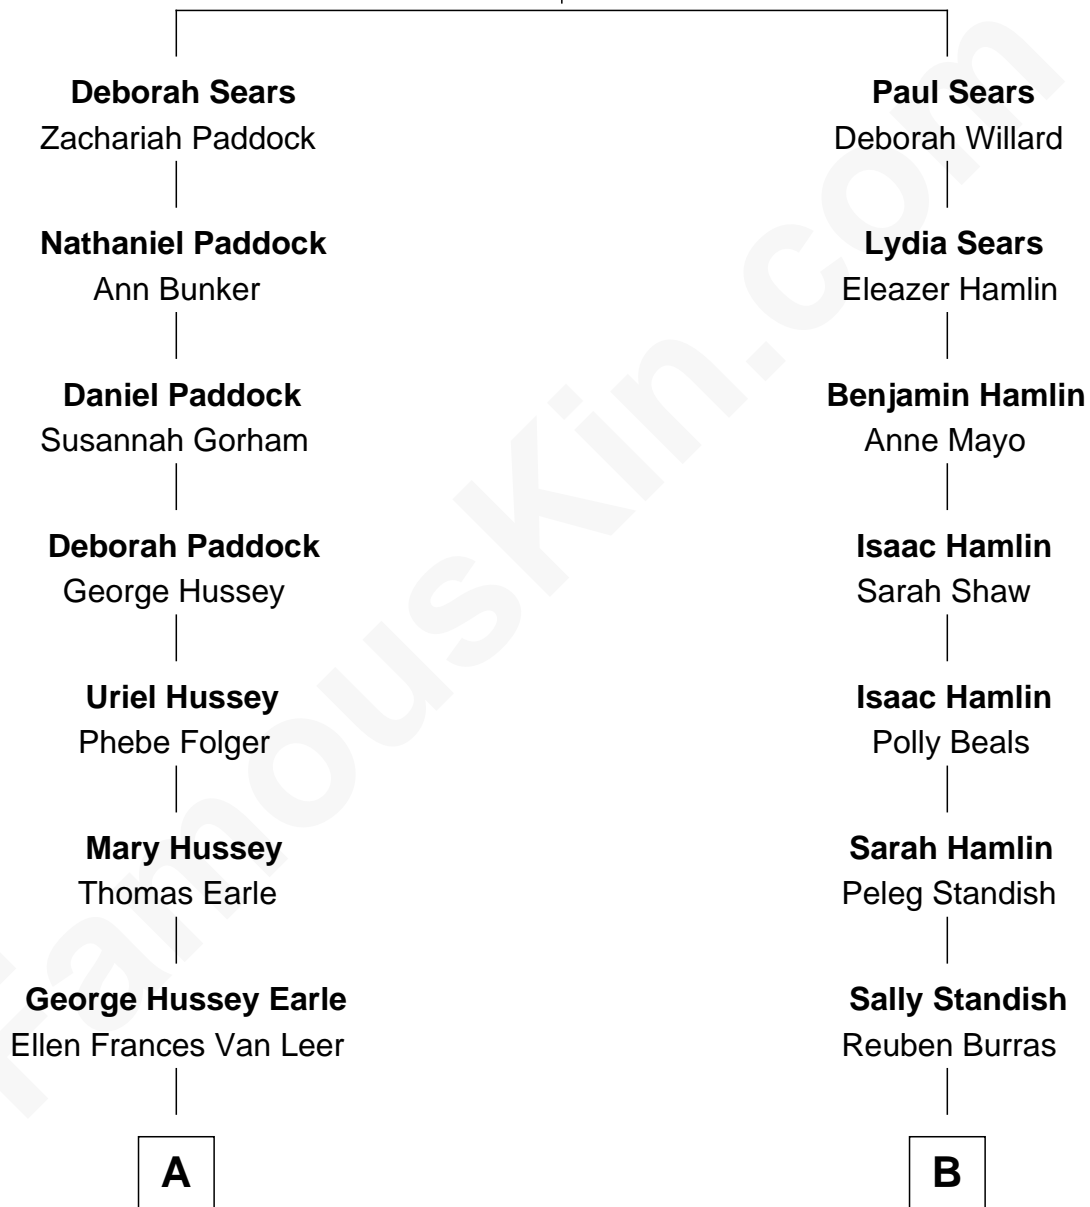 Deborah Sears
Zachariah Paddock
Paul Sears
Deborah Willard
Nathaniel Paddock
Ann Bunker
Lydia Sears
Eleazer Hamlin
Daniel Paddock
Susannah Gorham
Benjamin Hamlin
Anne Mayo
Deborah Paddock
George Hussey
Isaac Hamlin
Sarah Shaw
Uriel Hussey
Phebe Folger
Isaac Hamlin
Polly Beals
Mary Hussey
Thomas Earle
Sarah Hamlin
Peleg Standish
George Hussey Earle
Ellen Frances Van Leer
Sally Standish
Reuben Burras
A
B
FamousKin.com